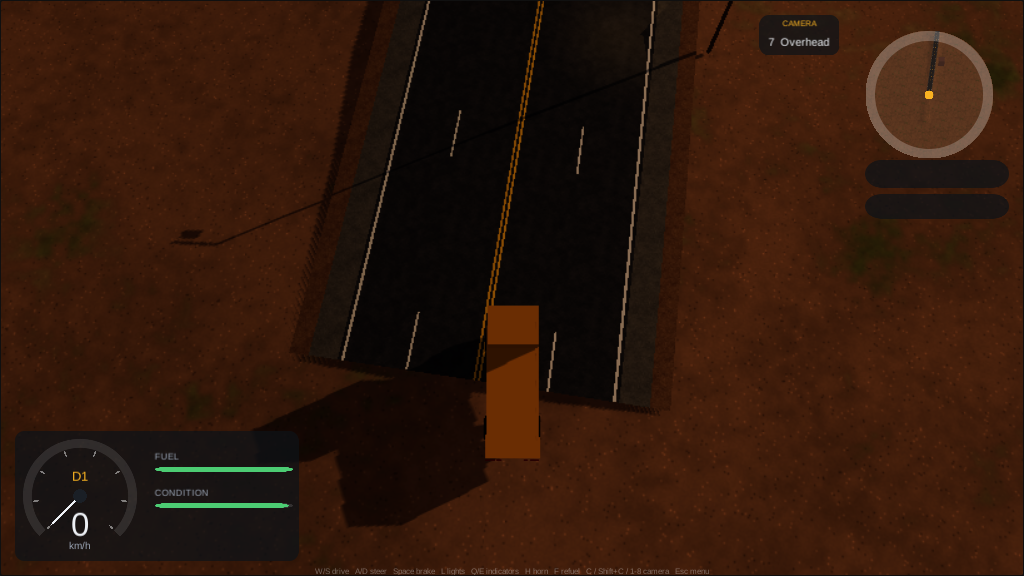 CAMERA
7 Overhead
D1
0
km/h
FUEL
CONDITION
W/S drive A/D steer Space brake L lights Q/E indicators H horn F refuel C / Shift+C / 1-8 camera Esc menu